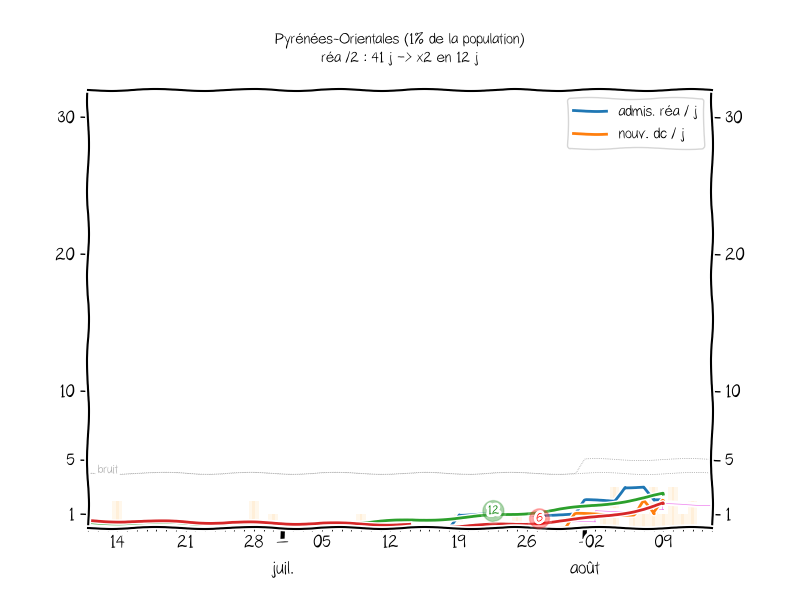 Pyrénées-Orientales (1% de la population)
réa /2 : 41 j -> x2 en 12 j
admis. réa / j
nouv. dc / j
30
30
20
20
10
10
5
5
bruit
1
1
12
6
14 21 28 05 12 19 26 02 09
juil. août